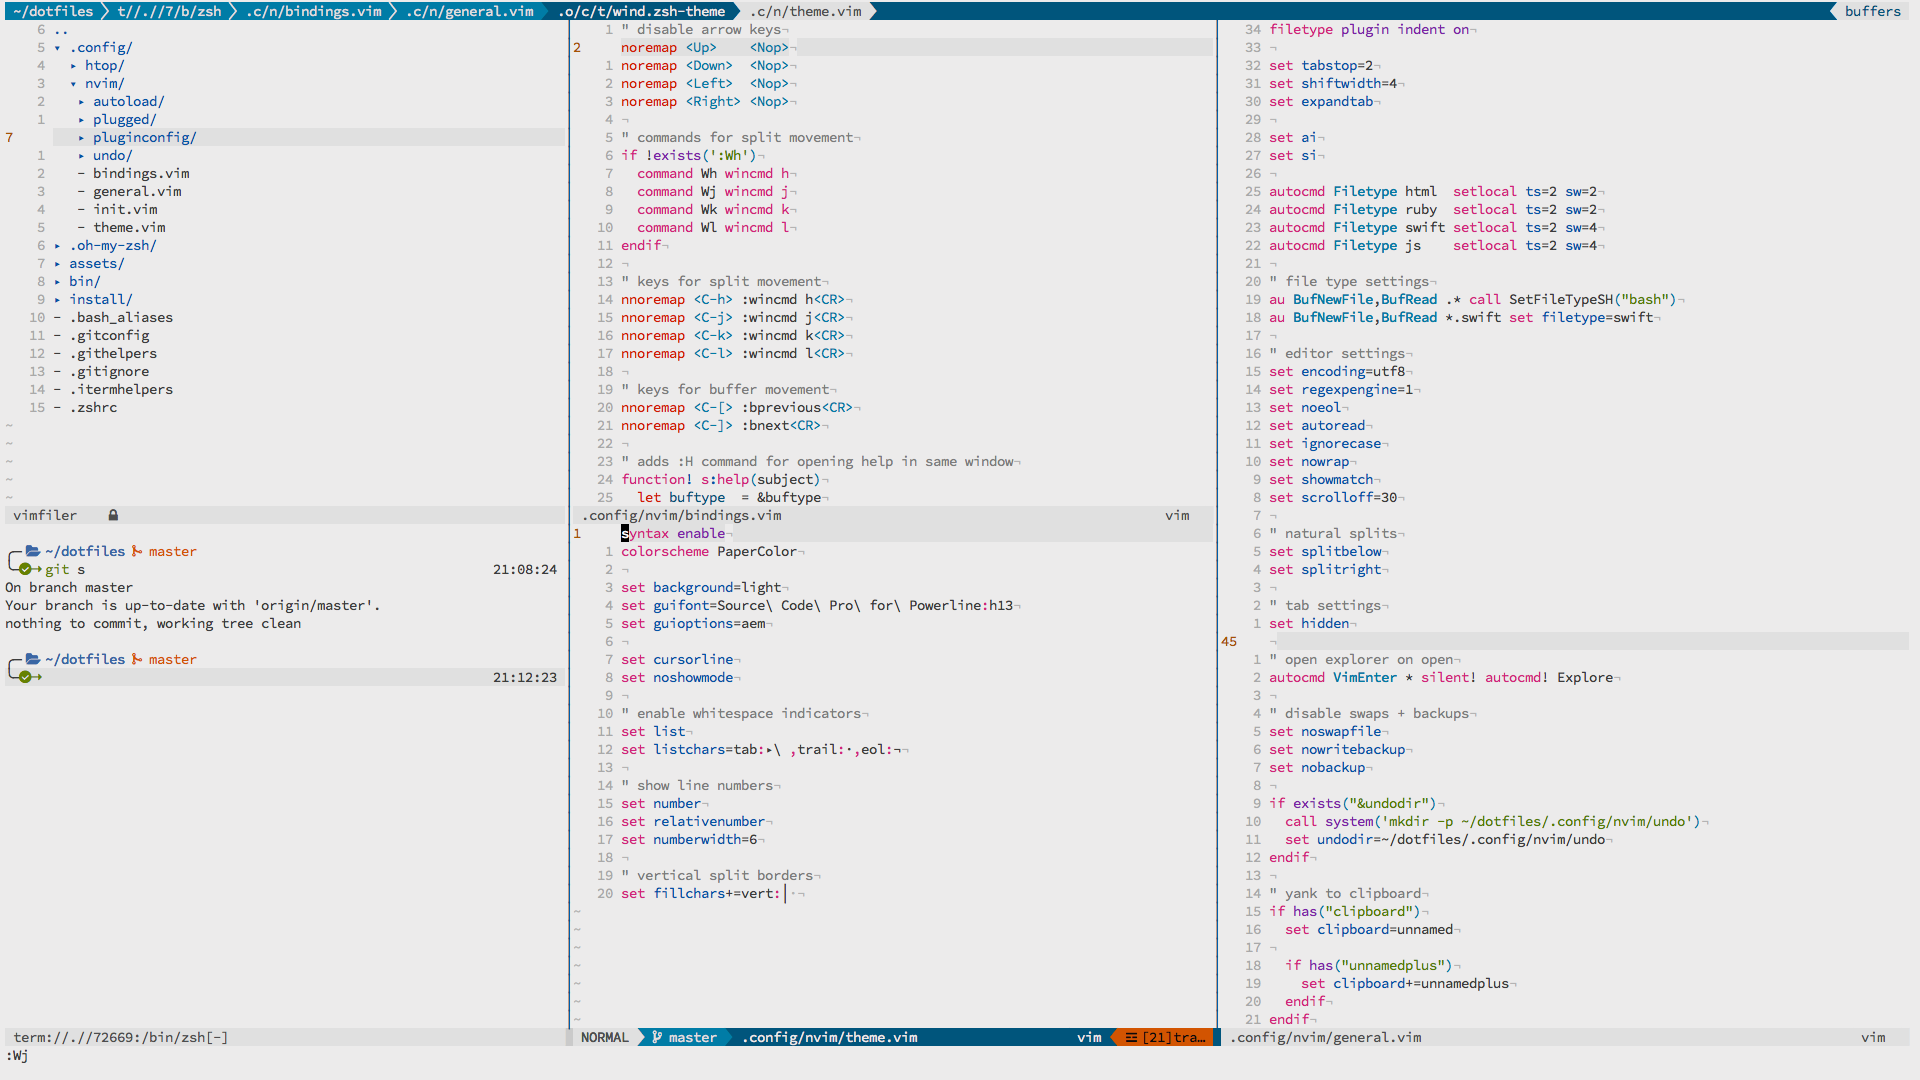 ~/dotfiles t//.//7/b/zsh .c/n/bindings.vim .c/n/general.vim .o/c/t/wind.zsh-theme .c/n/theme.vim buffers
6 ..
5 ▾ .config/
4 ▸ htop/
3 ▾ nvim/
2 ▸ autoload/
1 ▸ plugged/
7 ▸ pluginconfig/
1 ▸ undo/
2 - bindings.vim
3 - general.vim
4 - init.vim
5 - theme.vim
6 ▸ .oh-my-zsh/
7 ▸ assets/
8 ▸ bin/
9 ▸ install/
10 - .bash_aliases
11 - .gitconfig
12 - .githelpers
13 - .gitignore
14 - .itermhelpers
15 - .zshrc
~
~
~
~
~
vimfiler
~/dotfiles master
git s 21:08:24
On branch master
Your branch is up-to-date with 'origin/master'.
nothing to commit, working tree clean
~/dotfiles master
21:12:23
term://.//72669:/bin/zsh[-]
:Wj
1 " disable arrow keys¬
2 noremap <Up>    <Nop>¬
1 noremap <Down>  <Nop>¬
2 noremap <Left>  <Nop>¬
3 noremap <Right> <Nop>¬
4 ¬
5 " commands for split movement¬
6 if !exists(':Wh')¬
7   command Wh wincmd h¬
8   command Wj wincmd j¬
9   command Wk wincmd k¬
10   command Wl wincmd l¬
11 endif¬
12 ¬
13 " keys for split movement¬
14 nnoremap <C-h> :wincmd h<CR>¬
15 nnoremap <C-j> :wincmd j<CR>¬
16 nnoremap <C-k> :wincmd k<CR>¬
17 nnoremap <C-l> :wincmd l<CR>¬
18 ¬
19 " keys for buffer movement¬
20 nnoremap <C-[> :bprevious<CR>¬
21 nnoremap <C-]> :bnext<CR>¬
22 ¬
23 " adds :H command for opening help in same window¬
24 function! s:help(subject)¬
25   let buftype  = &buftype¬
.config/nvim/bindings.vim vim
1 syntax enable¬
1 colorscheme PaperColor¬
2 ¬
3 set background=light¬
4 set guifont=Source\ Code\ Pro\ for\ Powerline:h13¬
5 set guioptions=aem¬
6 ¬
7 set cursorline¬
8 set noshowmode¬
9 ¬
10 " enable whitespace indicators¬
11 set list¬
12 set listchars=tab:▸\ ,trail:·,eol:¬¬
13 ¬
14 " show line numbers¬
15 set number¬
16 set relativenumber¬
17 set numberwidth=6¬
18 ¬
19 " vertical split borders¬
20 set fillchars+=vert:│·¬
~
~
~
~
~
~
~
NORMAL master .config/nvim/theme.vim vim ☲ [21]tra…
34 filetype plugin indent on¬
33 ¬
32 set tabstop=2¬
31 set shiftwidth=4¬
30 set expandtab¬
29 ¬
28 set ai¬
27 set si¬
26 ¬
25 autocmd Filetype html  setlocal ts=2 sw=2¬
24 autocmd Filetype ruby  setlocal ts=2 sw=2¬
23 autocmd Filetype swift setlocal ts=2 sw=4¬
22 autocmd Filetype js    setlocal ts=2 sw=4¬
21 ¬
20 " file type settings¬
19 au BufNewFile,BufRead .* call SetFileTypeSH("bash")¬
18 au BufNewFile,BufRead *.swift set filetype=swift¬
17 ¬
16 " editor settings¬
15 set encoding=utf8¬
14 set regexpengine=1¬
13 set noeol¬
12 set autoread¬
11 set ignorecase¬
10 set nowrap¬
9 set showmatch¬
8 set scrolloff=30¬
7 ¬
6 " natural splits¬
5 set splitbelow¬
4 set splitright¬
3 ¬
2 " tab settings¬
1 set hidden¬
45 ¬
1 " open explorer on open¬
2 autocmd VimEnter * silent! autocmd! Explore¬
3 ¬
4 " disable swaps + backups¬
5 set noswapfile¬
6 set nowritebackup¬
7 set nobackup¬
8 ¬
9 if exists("&undodir")¬
10   call system('mkdir -p ~/dotfiles/.config/nvim/undo')¬
11   set undodir=~/dotfiles/.config/nvim/undo¬
12 endif¬
13 ¬
14 " yank to clipboard¬
15 if has("clipboard")¬
16   set clipboard=unnamed¬
17 ¬
18   if has("unnamedplus")¬
19     set clipboard+=unnamedplus¬
20   endif¬
21 endif¬
.config/nvim/general.vim vim